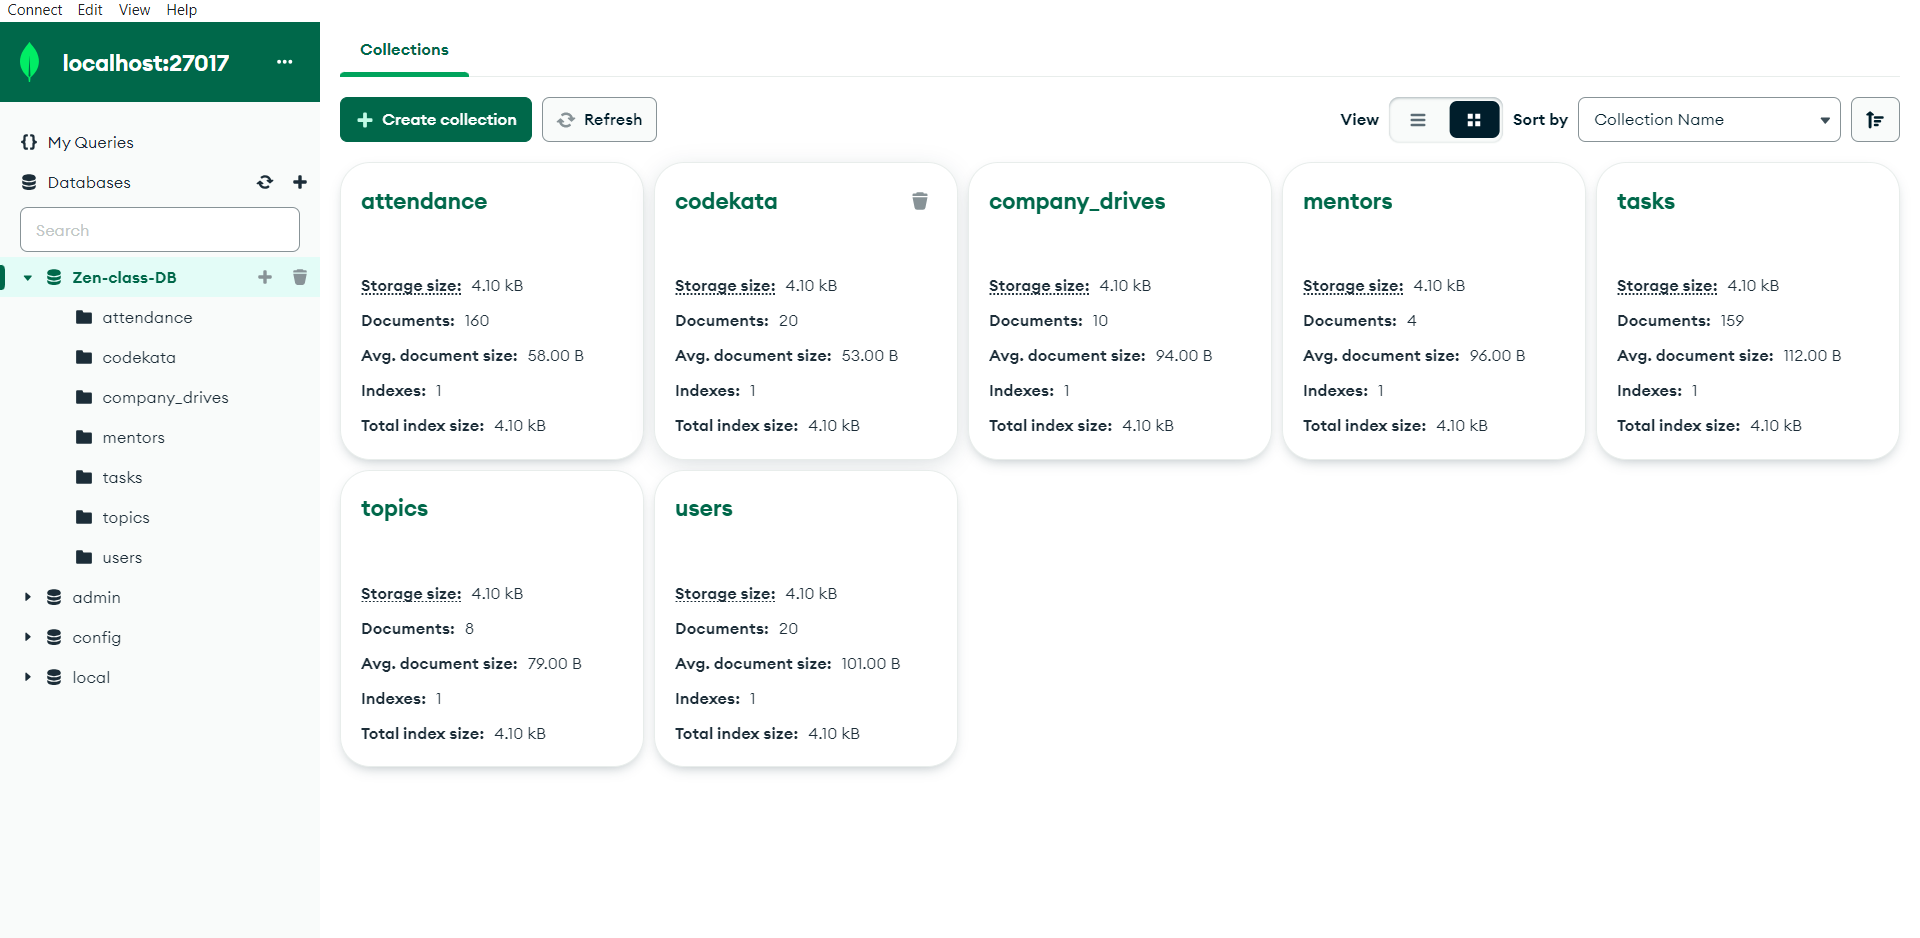 Connect Edit View Help
localhost:27017 ...
{} My Queries
Databases
Search
Zen-class-DB
attendance
codekata
company_drives
mentors
tasks
topics
users
admin
config
local
Collections
Create collection Refresh View Sort by Collection Name
attendance
Storage size: 4.10 kB
Documents: 160
Avg. document size: 58.00 B
Indexes: 1
Total index size: 4.10 kB
codekata
Storage size: 4.10 kB
Documents: 20
Avg. document size: 53.00 B
Indexes: 1
Total index size: 4.10 kB
company_drives
Storage size: 4.10 kB
Documents: 10
Avg. document size: 94.00 B
Indexes: 1
Total index size: 4.10 kB
mentors
Storage size: 4.10 kB
Documents: 4
Avg. document size: 96.00 B
Indexes: 1
Total index size: 4.10 kB
tasks
Storage size: 4.10 kB
Documents: 159
Avg. document size: 112.00 B
Indexes: 1
Total index size: 4.10 kB
topics
Storage size: 4.10 kB
Documents: 8
Avg. document size: 79.00 B
Indexes: 1
Total index size: 4.10 kB
users
Storage size: 4.10 kB
Documents: 20
Avg. document size: 101.00 B
Indexes: 1
Total index size: 4.10 kB